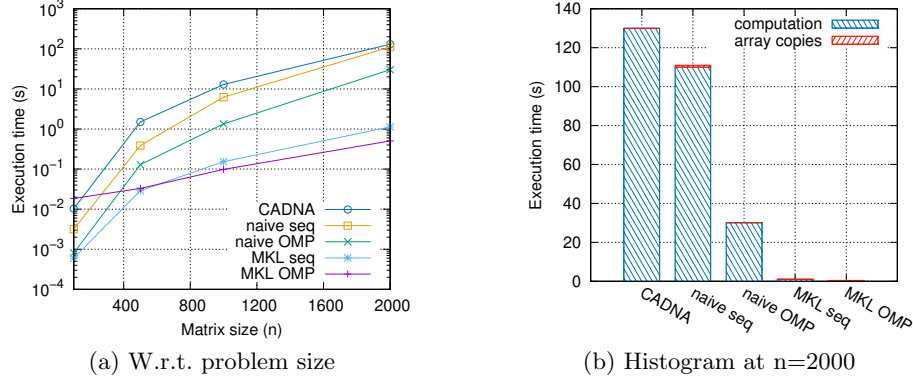 Execution time (s)
10^3
10^2
10^1
10^0
10^-1
10^-2
10^-3
10^-4
CADNA
naive seq
naive OMP
MKL seq
MKL OMP
400
800
1200
1600
2000
Matrix size (n)
(a) W.r.t. problem size
Execution time (s)
140
120
100
80
60
40
20
0
computation
array copies
CADNA
naive seq
naive OMP
MKL seq
MKL OMP
(b) Histogram at n=2000